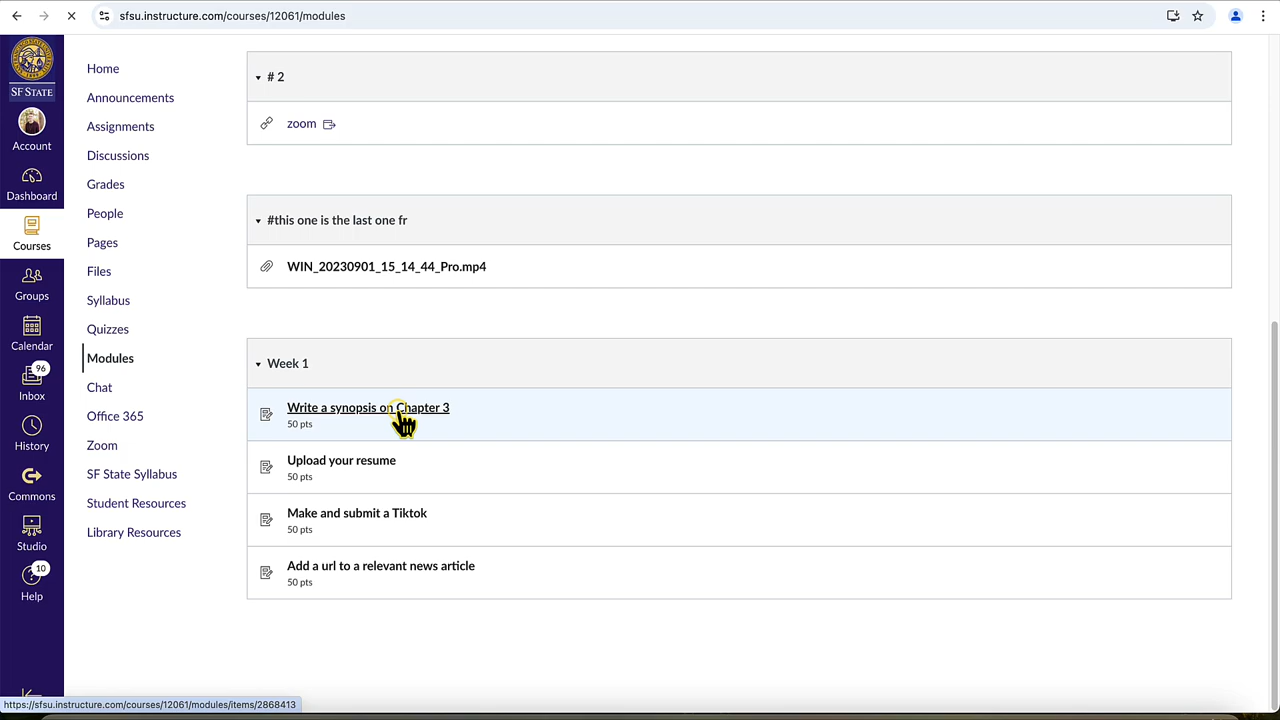 sfsu.instructure.com/courses/12061/modules
SF STATE
Account
Dashboard
Courses
Groups
Calendar
96
Inbox
History
Commons
Studio
10
Help
Home
Announcements
Assignments
Discussions
Grades
People
Pages
Files
Syllabus
Quizzes
Modules
Chat
Office 365
Zoom
SF State Syllabus
Student Resources
Library Resources
# 2
zoom
#this one is the last one fr
WIN_20230901_15_14_44_Pro.mp4
Week 1
Write a synopsis on Chapter 3
50 pts
Upload your resume
50 pts
Make and submit a Tiktok
50 pts
Add a url to a relevant news article
50 pts
https://sfsu.instructure.com/courses/12061/modules/items/2868413